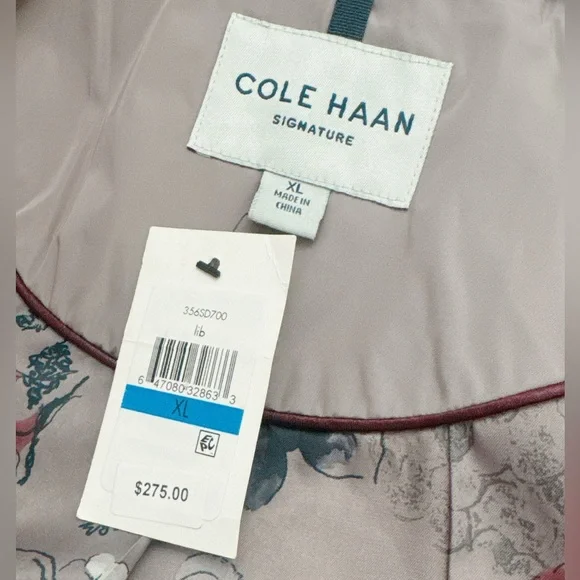 COLE HAAN
SIGNATURE
XL
MADE IN
CHINA
356SD700
lib
6 47080 32863 3
XL
$275.00